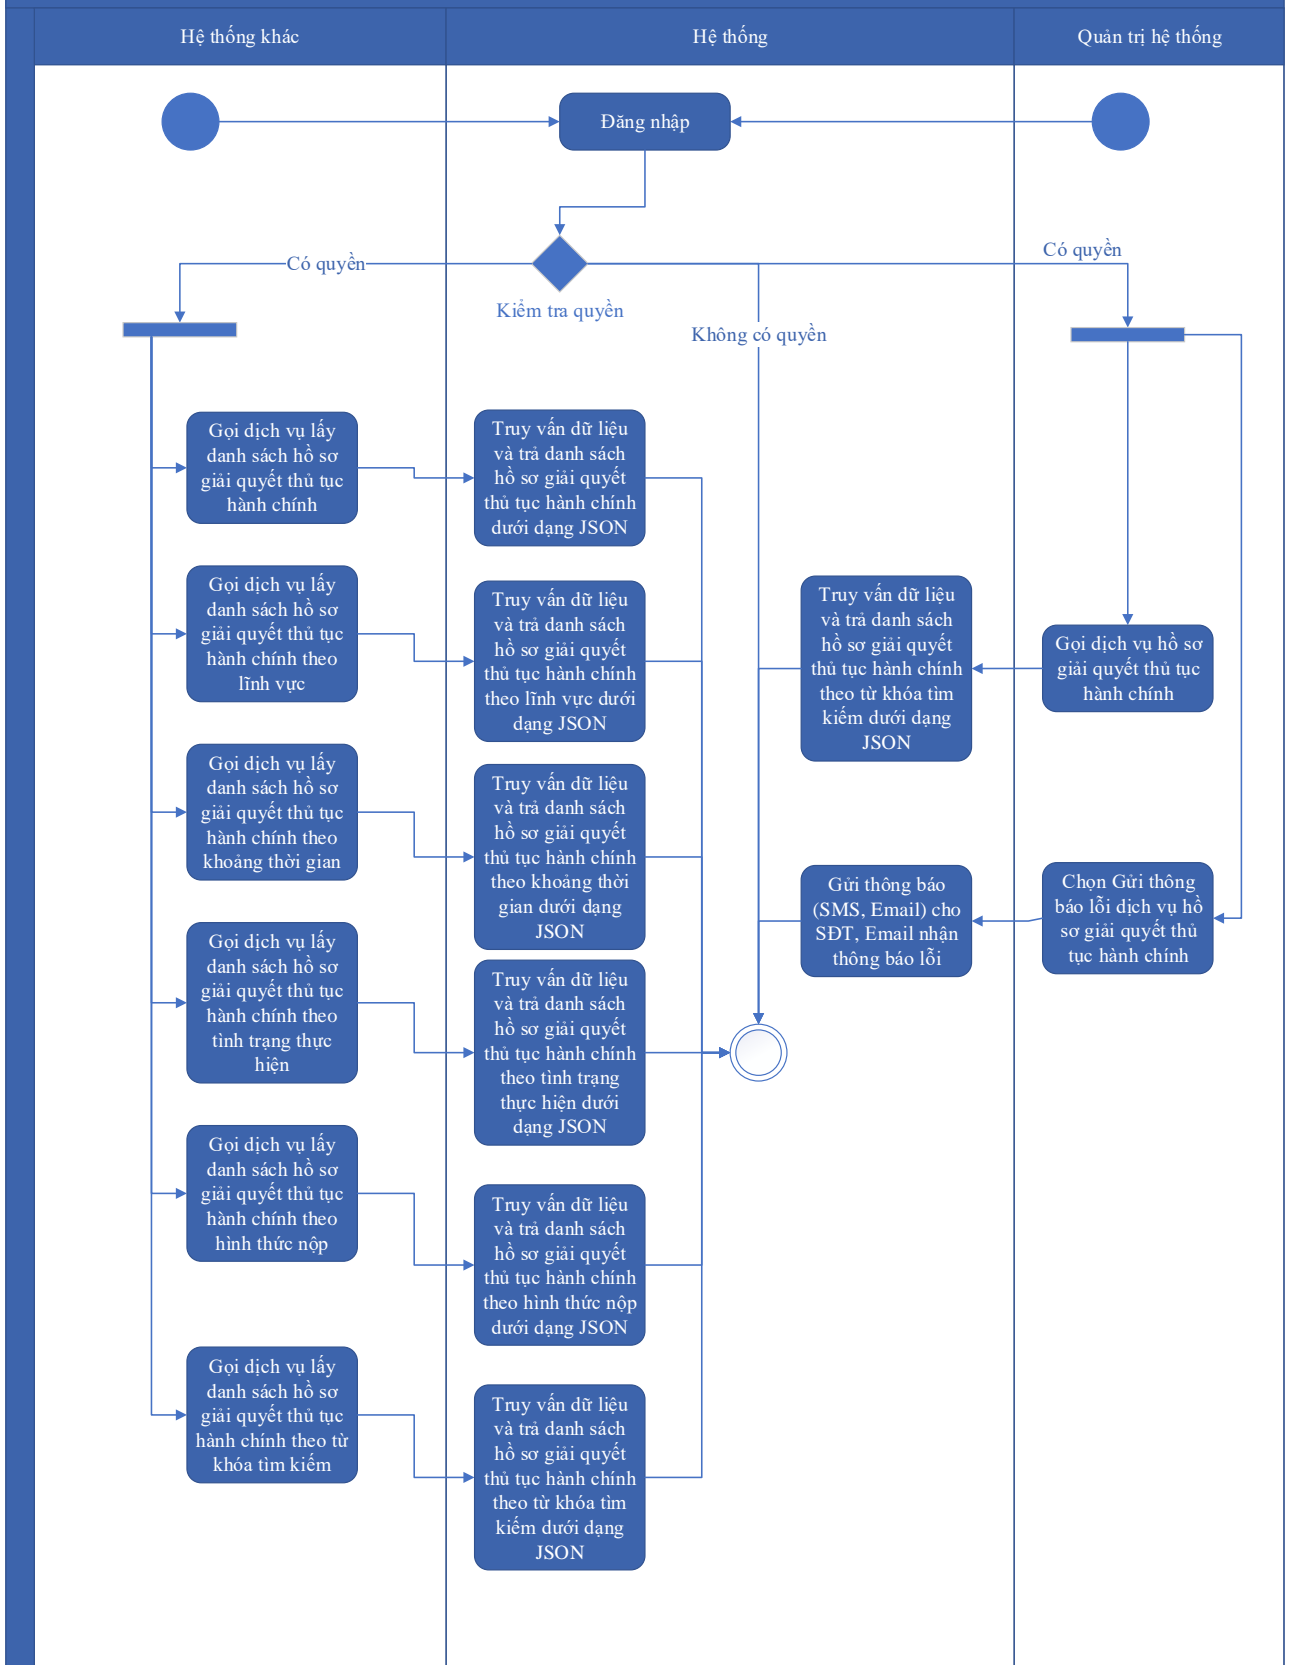 Hệ thống khác
Hệ thống
Quản trị hệ thống
Đăng nhập
Có quyền
Có quyền
Kiểm tra quyền
Không có quyền
Gọi dịch vụ lấy
danh sách hồ sơ
giải quyết thủ tục
hành chính
Truy vấn dữ liệu
và trả danh sách
hồ sơ giải quyết
thủ tục hành chính
dưới dạng JSON
Gọi dịch vụ lấy
danh sách hồ sơ
giải quyết thủ tục
hành chính theo
lĩnh vực
Truy vấn dữ liệu
và trả danh sách
hồ sơ giải quyết
thủ tục hành chính
theo lĩnh vực dưới
dạng JSON
Truy vấn dữ liệu
và trả danh sách
hồ sơ giải quyết
thủ tục hành chính
theo từ khóa tìm
kiếm dưới dạng
JSON
Gọi dịch vụ hồ sơ
giải quyết thủ tục
hành chính
Gọi dịch vụ lấy
danh sách hồ sơ
giải quyết thủ tục
hành chính theo
khoảng thời gian
Truy vấn dữ liệu
và trả danh sách
hồ sơ giải quyết
thủ tục hành chính
theo khoảng thời
gian dưới dạng
JSON
Gửi thông báo
(SMS, Email) cho
SĐT, Email nhận
thông báo lỗi
Chọn Gửi thông
báo lỗi dịch vụ hồ
sơ giải quyết thủ
tục hành chính
Gọi dịch vụ lấy
danh sách hồ sơ
giải quyết thủ tục
hành chính theo
tình trạng thực
hiện
Truy vấn dữ liệu
và trả danh sách
hồ sơ giải quyết
thủ tục hành chính
theo tình trạng
thực hiện dưới
dạng JSON
Gọi dịch vụ lấy
danh sách hồ sơ
giải quyết thủ tục
hành chính theo
hình thức nộp
Truy vấn dữ liệu
và trả danh sách
hồ sơ giải quyết
thủ tục hành chính
theo hình thức nộp
dưới dạng JSON
Gọi dịch vụ lấy
danh sách hồ sơ
giải quyết thủ tục
hành chính theo từ
khóa tìm kiếm
Truy vấn dữ liệu
và trả danh sách
hồ sơ giải quyết
thủ tục hành chính
theo từ khóa tìm
kiếm dưới dạng
JSON